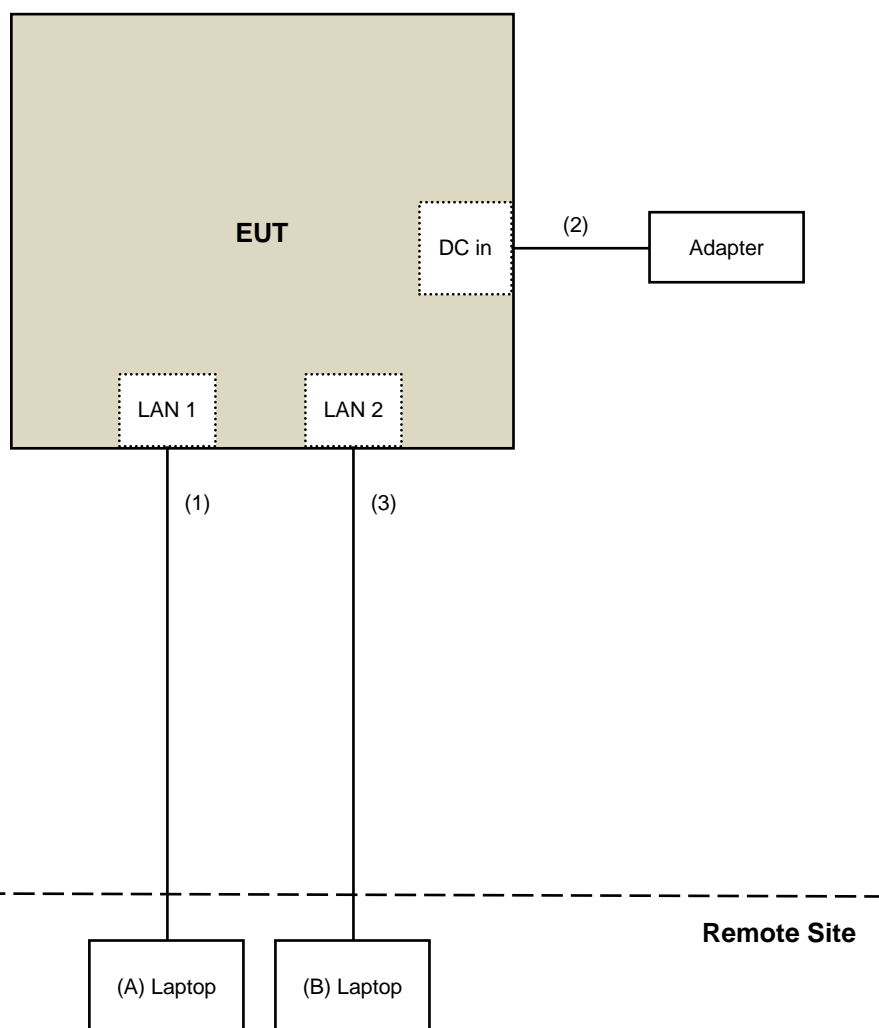 EUT
DC in
(2)
Adapter
LAN 1
LAN 2
(1)
(3)
Remote Site
(A) Laptop
(B) Laptop